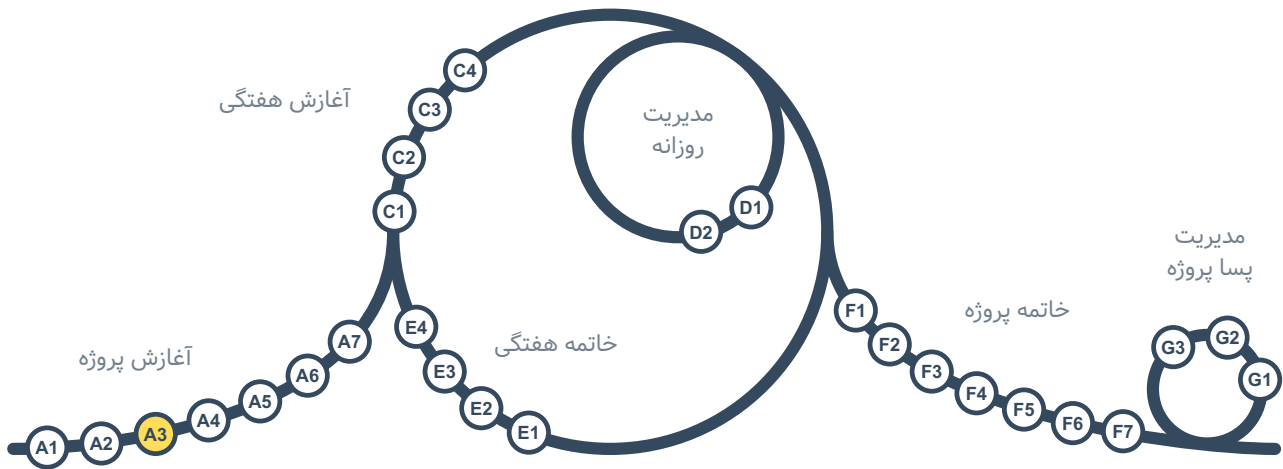 آغازش پروژه
A1
A2
A3
A4
A5
A6
A7
آغازش هفتگی
C1
C2
C3
C4
مدیریت
روزانه
D1
D2
خاتمه هفتگی
E1
E2
E3
E4
خاتمه پروژه
F1
F2
F3
F4
F5
F6
F7
مدیریت
پسا پروژه
G1
G2
G3